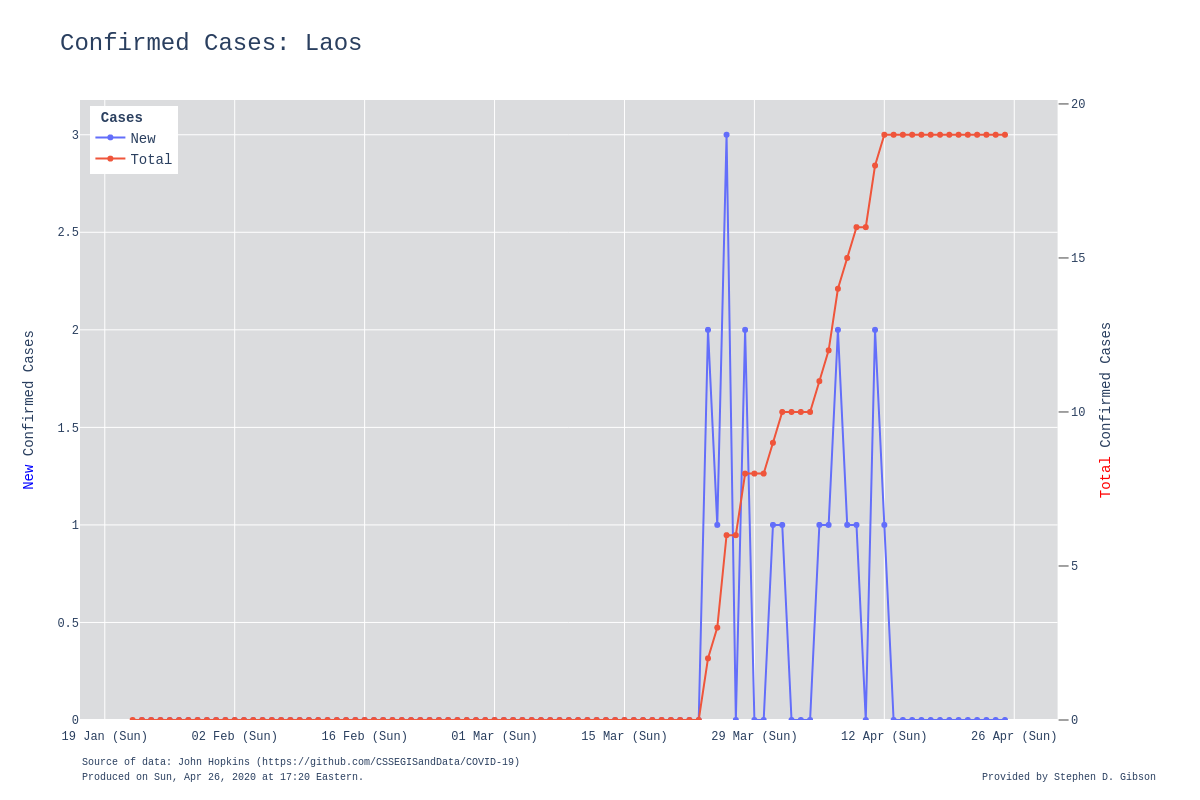 Confirmed Cases: Laos
Cases
New
Total
3
2.5
2
1.5
1
0.5
0
20
15
10
5
0
New Confirmed Cases
Total Confirmed Cases
19 Jan (Sun)
02 Feb (Sun)
16 Feb (Sun)
01 Mar (Sun)
15 Mar (Sun)
29 Mar (Sun)
12 Apr (Sun)
26 Apr (Sun)
Source of data: John Hopkins (https://github.com/CSSEGISandData/COVID-19)
Produced on Sun, Apr 26, 2020 at 17:20 Eastern.
Provided by Stephen D. Gibson